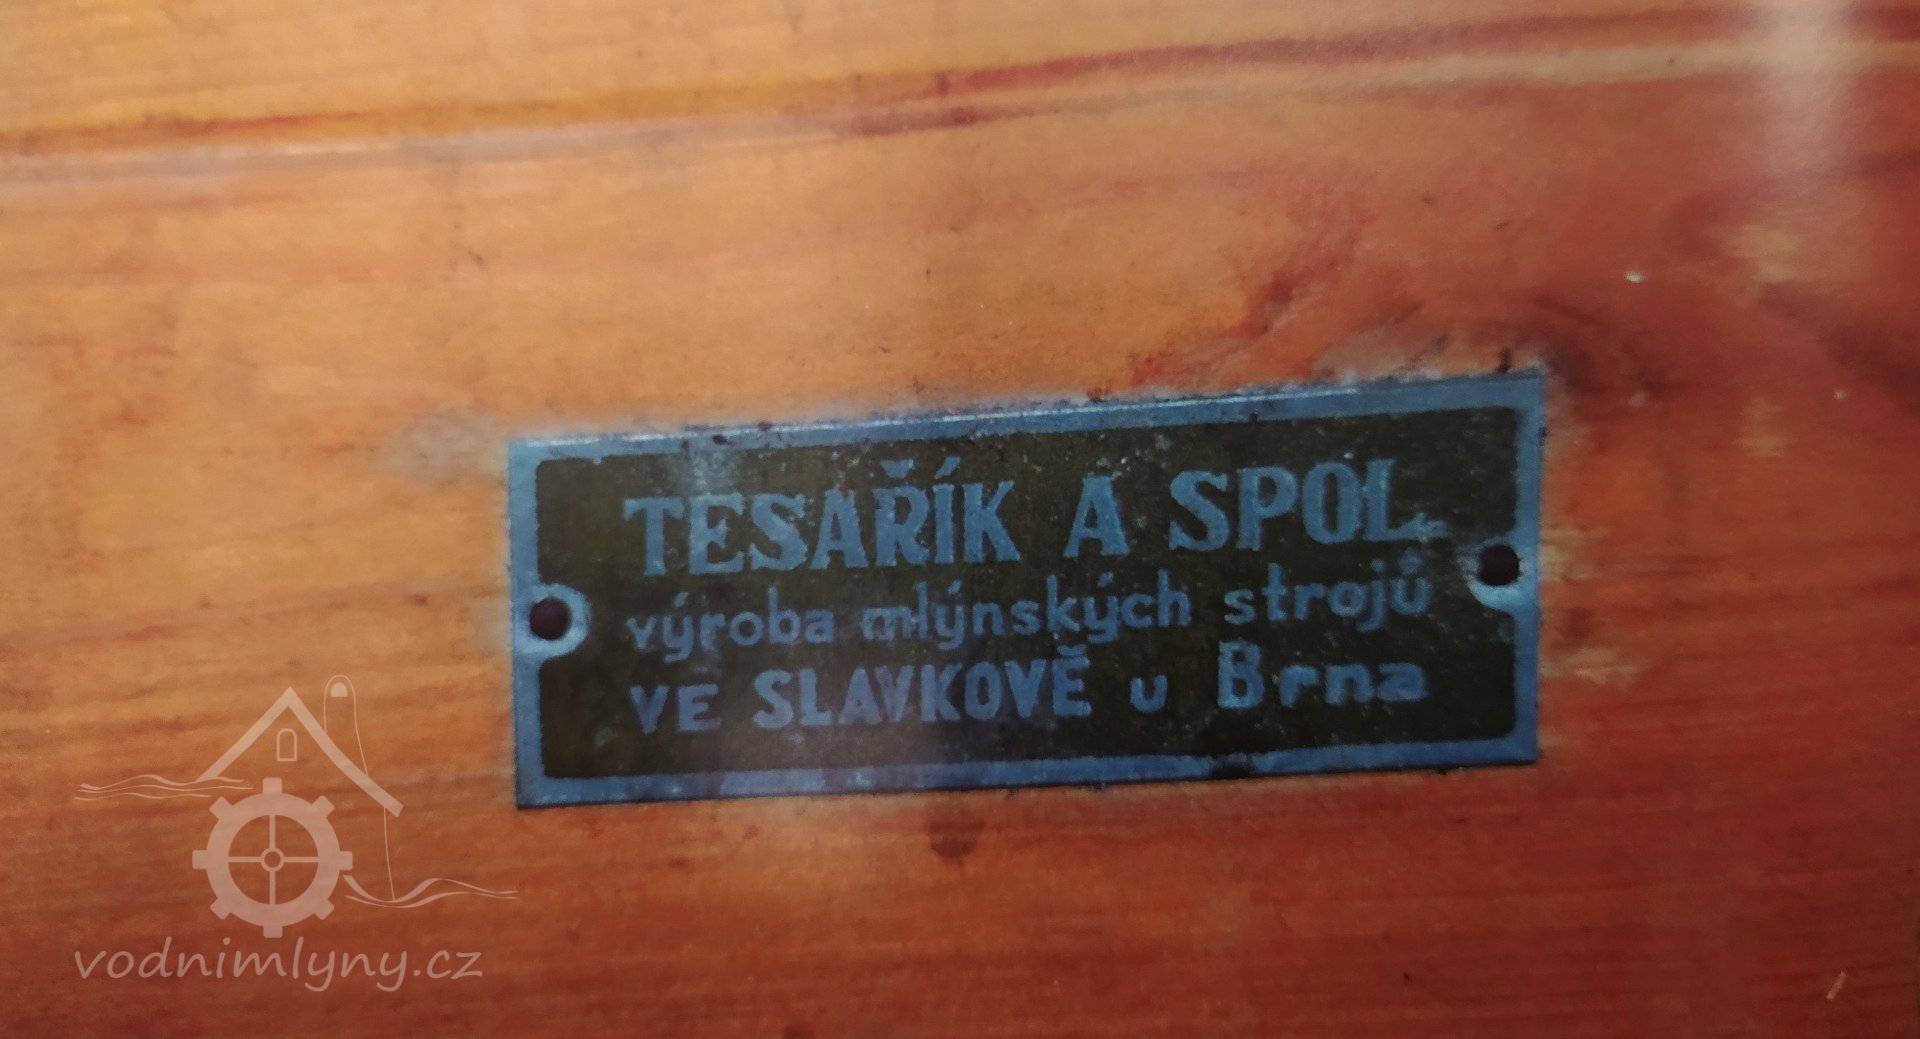 TESAŘÍK A SPOL.
výroba mlýnských strojů
VE SLAVKOVĚ u Brna
vodnimlyny.cz